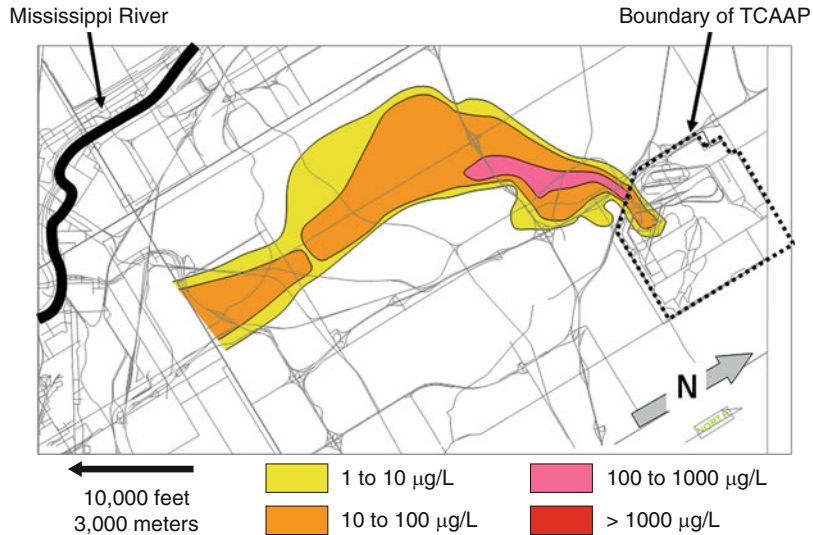 Mississippi River
Boundary of TCAAP
N
NORTH
10,000 feet
3,000 meters
1 to 10 μg/L
10 to 100 μg/L
100 to 1000 μg/L
> 1000 μg/L